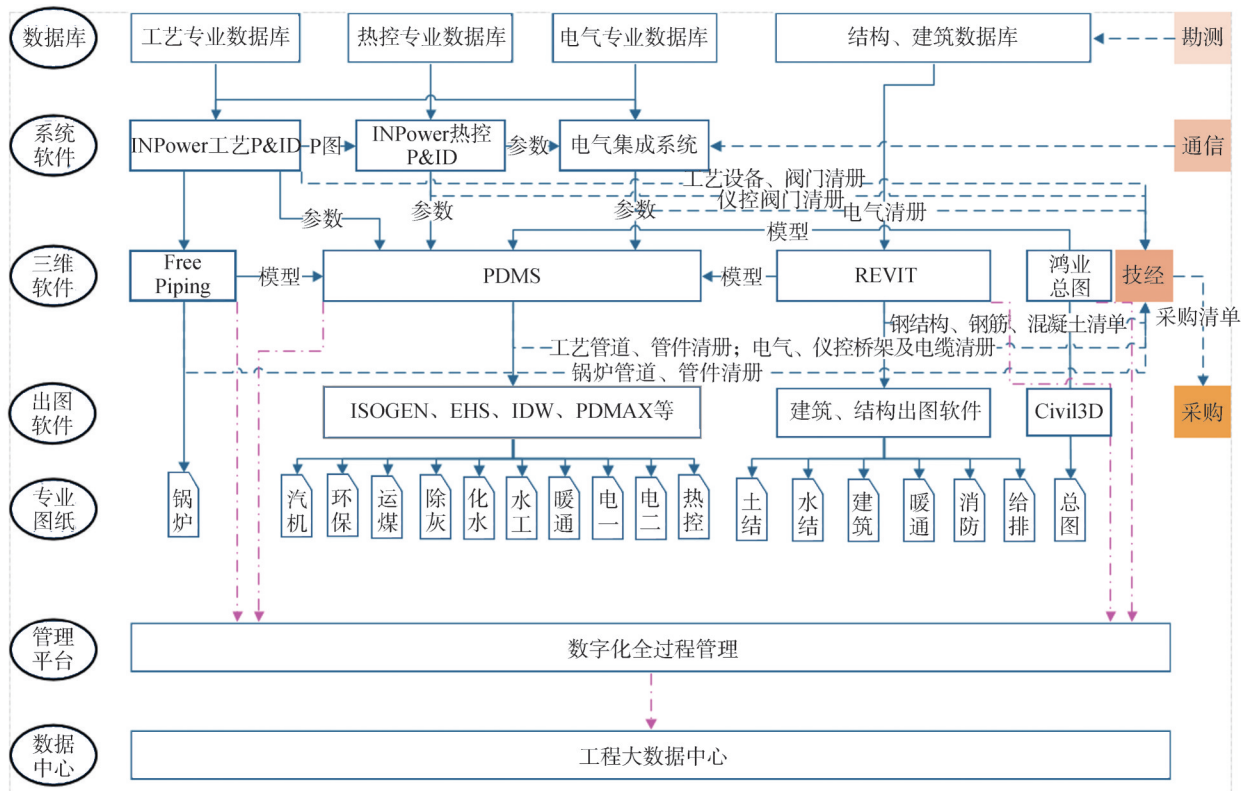 数据库
工艺专业数据库
热控专业数据库
电气专业数据库
结构、建筑数据库
勘测
系统
软件
INPower工艺P&ID
P图
INPower热控
P&ID
参数
电气集成系统
通信
工艺设备、阀门清册
仪控阀门清册
电气清册
参数
参数
参数
模型
三维
软件
Free
Piping
模型
PDMS
模型
REVIT
鸿业
总图
技经
采购清单
钢结构、钢筋、混凝土清单
工艺管道、管件清册；电气、仪控桥架及电缆清册
锅炉管道、管件清册
出图
软件
ISOGEN、EHS、IDW、PDMAX等
建筑、结构出图软件
Civil3D
采购
专业
图纸
锅炉
汽机
环保
运煤
除灰
化水
水工
暖通
电一
电二
热控
土结
水结
建筑
暖通
消防
给排
总图
管理
平台
数字化全过程管理
数据
中心
工程大数据中心